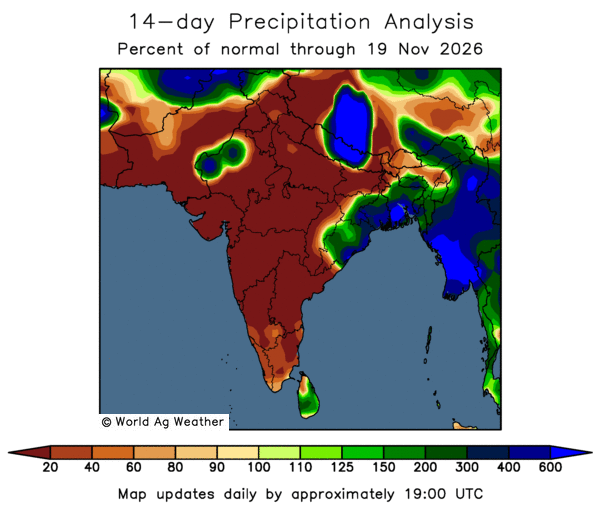 14-day Precipitation Analysis
Percent of normal through 19 Nov 2026
© World Ag Weather
20 40 60 80 90 100 110 125 150 200 300 400 600
Map updates daily by approximately 19:00 UTC